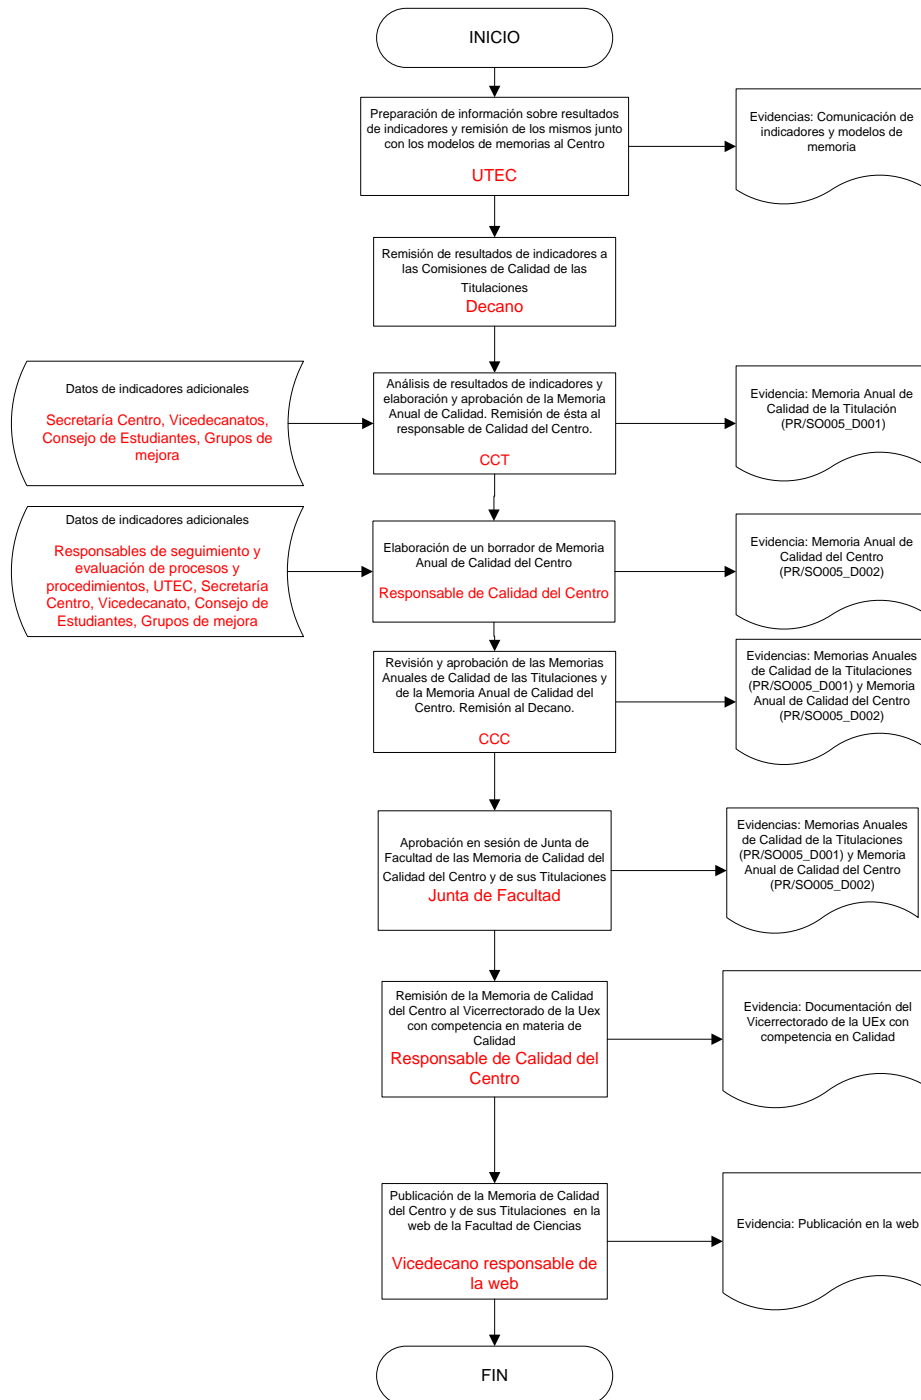 INICIO
Preparación de información sobre resultados
de indicadores y remisión de los mismos junto
con los modelos de memorias al Centro
UTEC
Evidencias: Comunicación de
indicadores y modelos de
memoria
Remisión de resultados de indicadores a
las Comisiones de Calidad de las
Titulaciones
Decano
Datos de indicadores adicionales
Secretaría Centro, Vicedecanatos,
Consejo de Estudiantes, Grupos de
mejora
Análisis de resultados de indicadores y
elaboración y aprobación de la Memoria
Anual de Calidad. Remisión de ésta al
responsable de Calidad del Centro.
CCT
Evidencia: Memoria Anual
de Calidad de la Titulación
(PR/SO005_D001)
Datos de indicadores adicionales
Responsables de seguimiento y
evaluación de procesos y
procedimientos, UTEC, Secretaría
Centro, Vicedecanato, Consejo de
Estudiantes, Grupos de mejora
Elaboración de un borrador de Memoria
Anual de Calidad del Centro
Responsable de Calidad del Centro
Evidencia: Memoria Anual
de Calidad del Centro
(PR/SO005_D002)
Revisión y aprobación de las Memorias
Anuales de Calidad de las Titulaciones y
de la Memoria Anual de Calidad del
Centro. Remisión al Decano.
CCC
Evidencias: Memorias Anuales
de Calidad de la Titulaciones
(PR/SO005_D001) y Memoria
Anual de Calidad del Centro
(PR/SO005_D002)
Aprobación en sesión de Junta de
Facultad de las Memoria de Calidad del
Calidad del Centro y de sus Titulaciones
Junta de Facultad
Evidencias: Memorias Anuales
de Calidad de la Titulaciones
(PR/SO005_D001) y Memoria
Anual de Calidad del Centro
(PR/SO005_D002)
Remisión de la Memoria de Calidad
del Centro al Vicerrectorado de la Uex
con competencia en materia de
Calidad
Responsable de Calidad del
Centro
Evidencia: Documentación del
Vicerrectorado de la UEx con
competencia en Calidad
Publicación de la Memoria de Calidad
del Centro y de sus Titulaciones en la
web de la Facultad de Ciencias
Vicedecano responsable de
la web
Evidencia: Publicación en la web
FIN